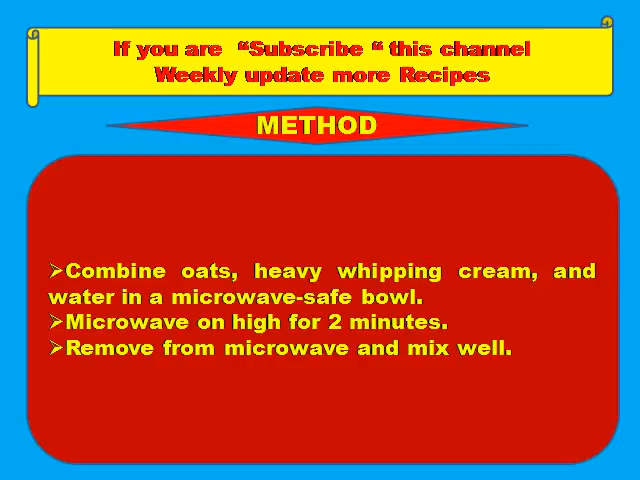 If you are  “Subscribe “ this channel
Weekly update more Recipes
METHOD
➢Combine oats, heavy whipping cream, and
water in a microwave-safe bowl.
➢Microwave on high for 2 minutes.
➢Remove from microwave and mix well.